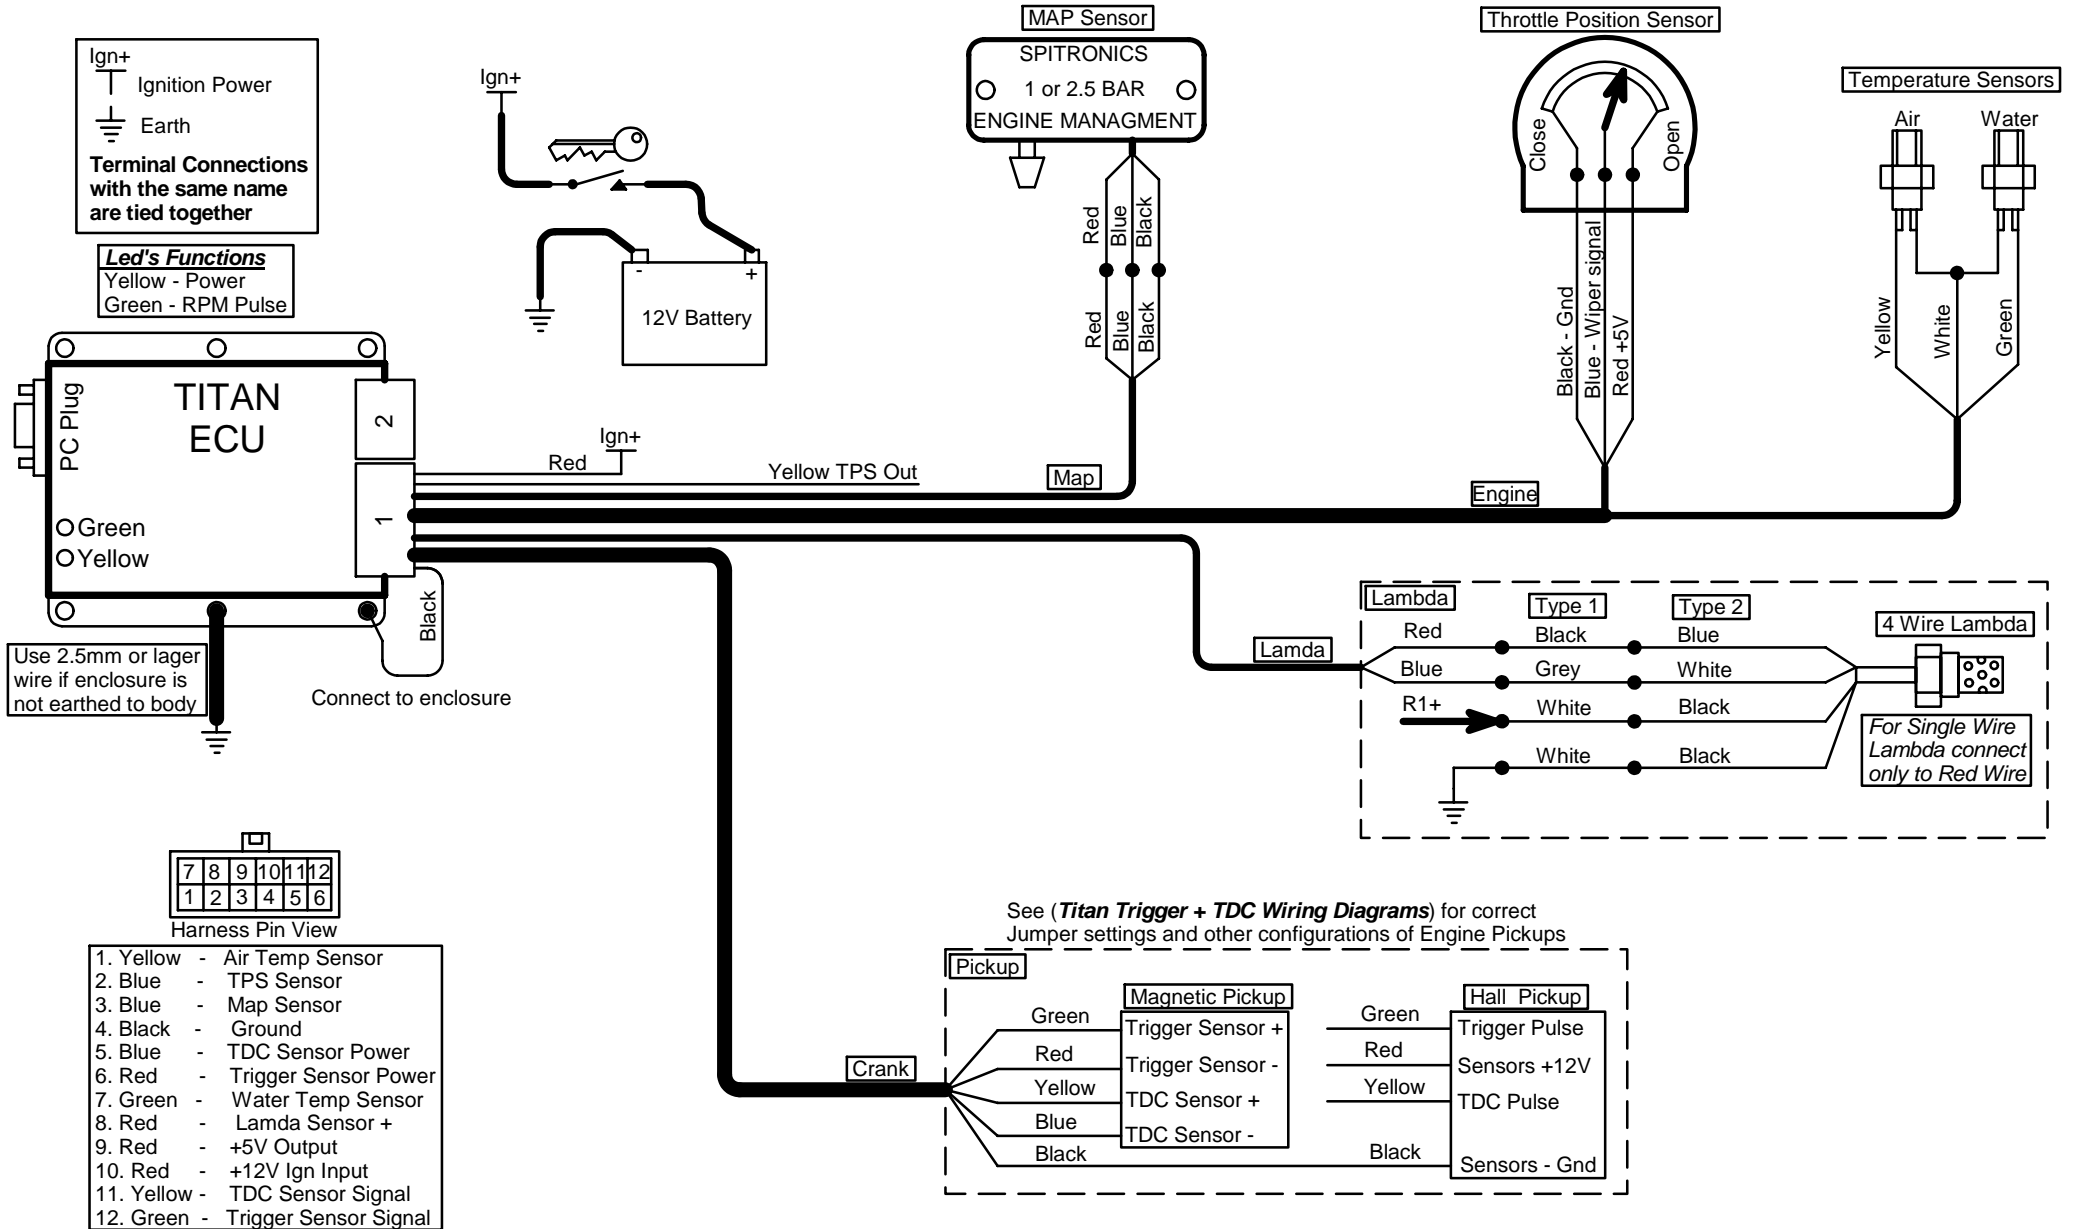 Ign+
Ignition Power
Earth
Terminal Connections
with the same name
are tied together
Led's Functions
Yellow - Power
Green - RPM Pulse
Ign+
- +
12V Battery
MAP Sensor
SPITRONICS
1 or 2.5 BAR
ENGINE MANAGMENT
Red
Blue
Black
Red
Blue
Black
Throttle Position Sensor
Close
Open
Black - Gnd
Blue - Wiper signal
Red +5V
Temperature Sensors
Air
Water
Yellow
White
Green
TITAN
ECU
PC Plug
2
1
Green
Yellow
Red
Ign+
Yellow TPS Out
Map
Engine
Black
Use 2.5mm or lager
wire if enclosure is
not earthed to body
Connect to enclosure
Lamda
Lambda
Type 1
Type 2
4 Wire Lambda
Red
Black
Blue
Blue
Grey
White
R1+
White
Black
White
Black
For Single Wire
Lambda connect
only to Red Wire
7 8 9 10 11 12
1 2 3 4 5 6
Harness Pin View
1. Yellow - Air Temp Sensor
2. Blue - TPS Sensor
3. Blue - Map Sensor
4. Black - Ground
5. Blue - TDC Sensor Power
6. Red - Trigger Sensor Power
7. Green - Water Temp Sensor
8. Red - Lamda Sensor +
9. Red - +5V Output
10. Red - +12V Ign Input
11. Yellow - TDC Sensor Signal
12. Green - Trigger Sensor Signal
See (Titan Trigger + TDC Wiring Diagrams) for correct
Jumper settings and other configurations of Engine Pickups
Crank
Pickup
Magnetic Pickup
Green
Trigger Sensor +
Red
Trigger Sensor -
Yellow
TDC Sensor +
Blue
TDC Sensor -
Black
Hall Pickup
Green
Trigger Pulse
Red
Sensors +12V
Yellow
TDC Pulse
Black
Sensors - Gnd